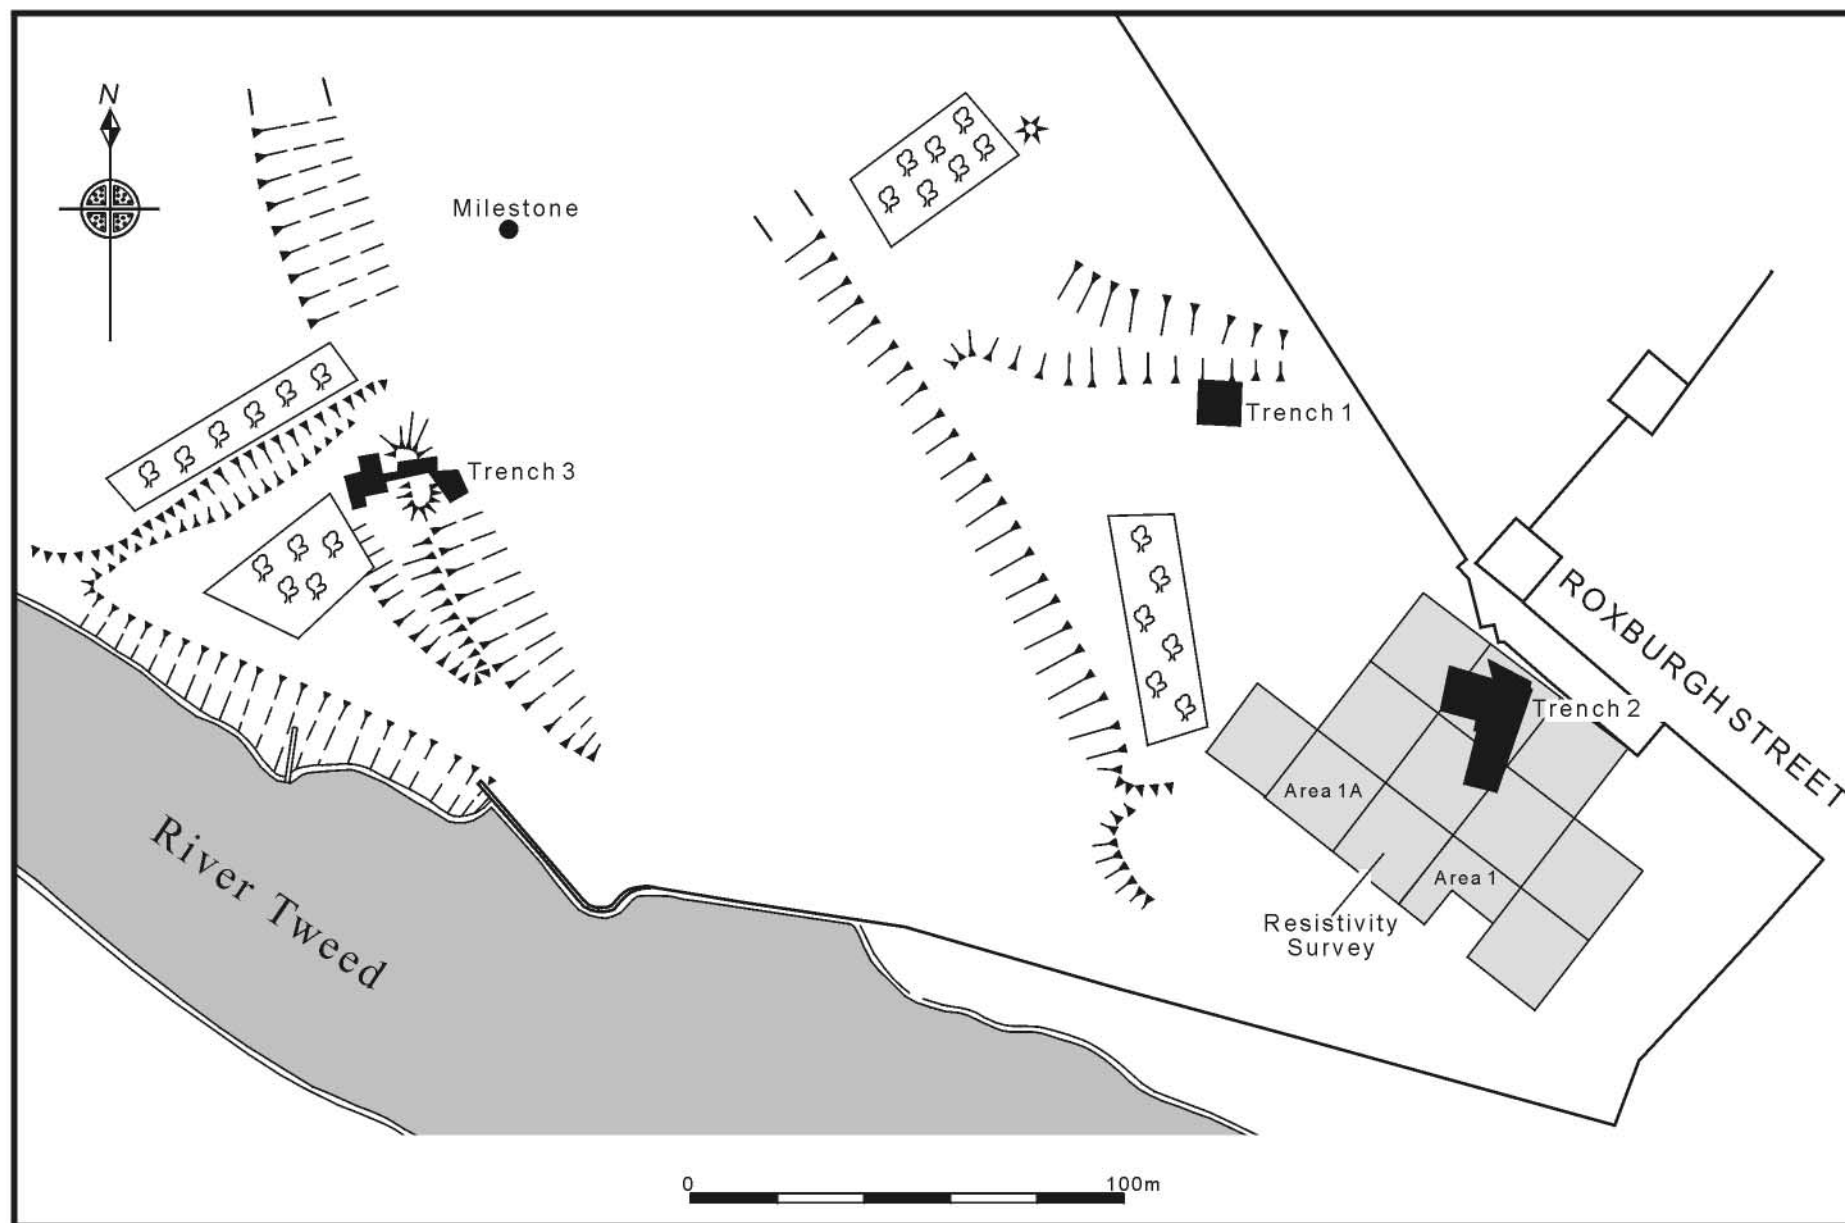 N
Milestone
Trench 1
Trench 3
ROXBURGH STREET
Trench 2
Area 1A
Area 1
Resistivity
Survey
River Tweed
0 100m